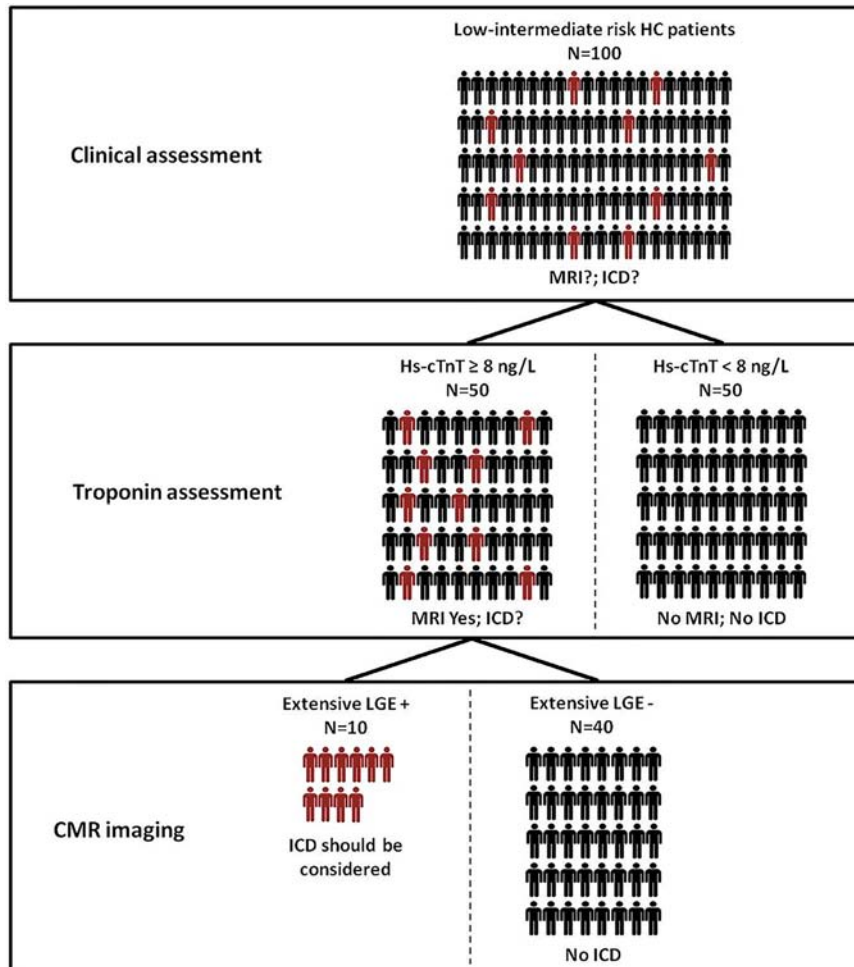 Low-intermediate risk HC patients
N=100
Clinical assessment
MRI?; ICD?
Hs-cTnT ≥ 8 ng/L
N=50
Hs-cTnT < 8 ng/L
N=50
Troponin assessment
MRI Yes; ICD?
No MRI; No ICD
Extensive LGE +
N=10
Extensive LGE -
N=40
CMR imaging
ICD should be
considered
No ICD